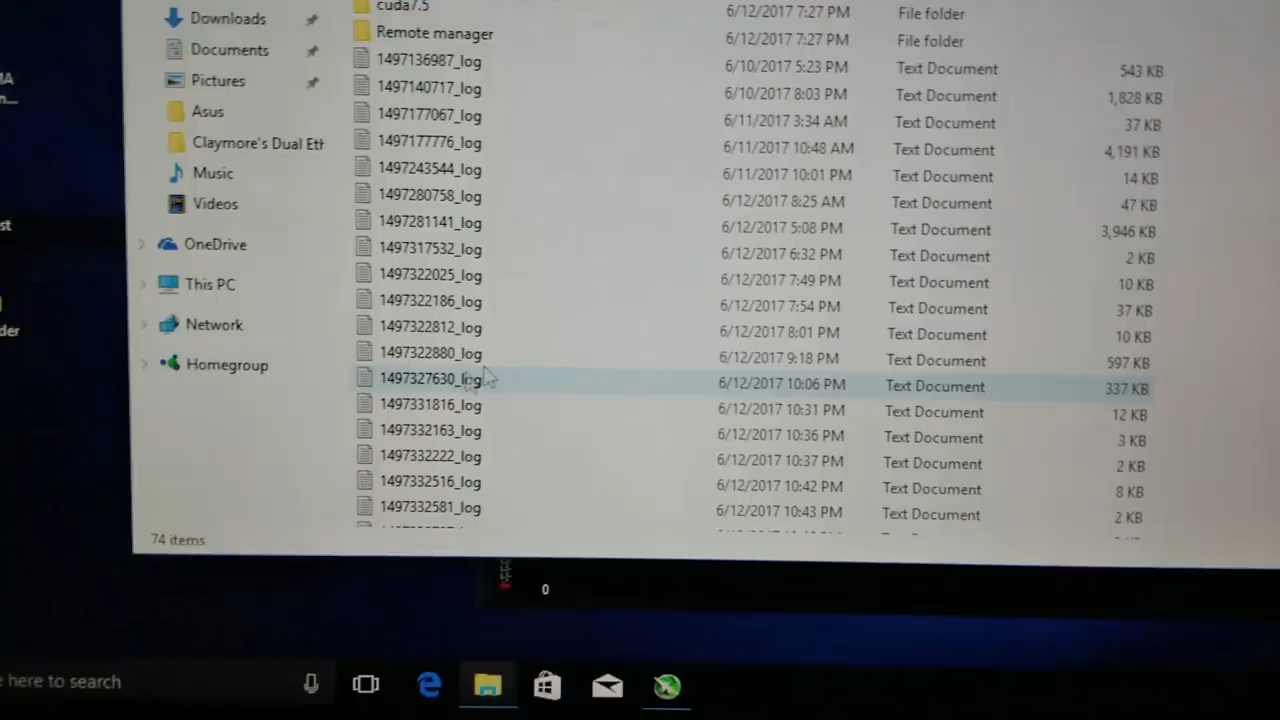 cuda7.5 6/12/2017 7:27 PM File folder
Downloads
Remote manager 6/12/2017 7:27 PM File folder
Documents
1497136987_log 6/10/2017 5:23 PM Text Document 543 KB
Pictures
1497140717_log 6/10/2017 8:03 PM Text Document 1,828 KB
Asus
1497177067_log 6/11/2017 3:34 AM Text Document 37 KB
Claymore's Dual Eth
1497177776_log 6/11/2017 10:48 AM Text Document 4,191 KB
Music
1497243544_log 6/11/2017 10:01 PM Text Document 14 KB
Videos
1497280758_log 6/12/2017 8:25 AM Text Document 47 KB
1497281141_log 6/12/2017 5:08 PM Text Document 3,946 KB
OneDrive
1497317532_log 6/12/2017 6:32 PM Text Document 2 KB
1497322025_log 6/12/2017 7:49 PM Text Document 10 KB
This PC
1497322186_log 6/12/2017 7:54 PM Text Document 37 KB
Network
1497322812_log 6/12/2017 8:01 PM Text Document 10 KB
1497322880_log 6/12/2017 9:18 PM Text Document 597 KB
Homegroup
1497327630_log 6/12/2017 10:06 PM Text Document 337 KB
1497331816_log 6/12/2017 10:31 PM Text Document 12 KB
1497332163_log 6/12/2017 10:36 PM Text Document 3 KB
1497332222_log 6/12/2017 10:37 PM Text Document 2 KB
1497332516_log 6/12/2017 10:42 PM Text Document 8 KB
1497332581_log 6/12/2017 10:43 PM Text Document 2 KB
74 items
0
here to search